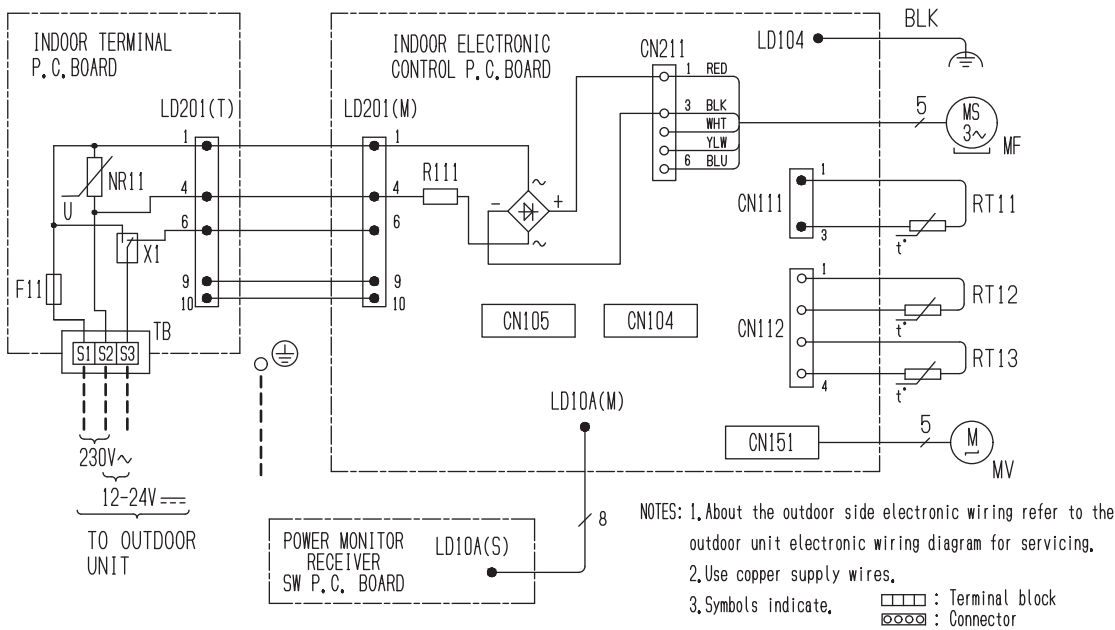 INDOOR TERMINAL
P.C.BOARD
INDOOR ELECTRONIC
CONTROL P.C.BOARD
LD104
BLK
CN211
1 RED
3 BLK
WHT
YLW
6 BLU
5
MS
3~
MF
LD201(T)
LD201(M)
1
4
6
9
10
1
4
6
9
10
NR11
U
X1
F11
R111
~
-
+
~
CN111
1
3
RT11
t°
CN112
1
4
RT12
t°
RT13
t°
CN105
CN104
TB
S1 S2 S3
230V~
12-24V
TO OUTDOOR
UNIT
LD10A(M)
8
CN151
5
M
MV
POWER MONITOR
RECEIVER
SW P.C. BOARD
LD10A(S)
NOTES: 1.About the outdoor side electronic wiring refer to the
outdoor unit electronic wiring diagram for servicing.
2.Use copper supply wires.
3.Symbols indicate.
: Terminal block
: Connector